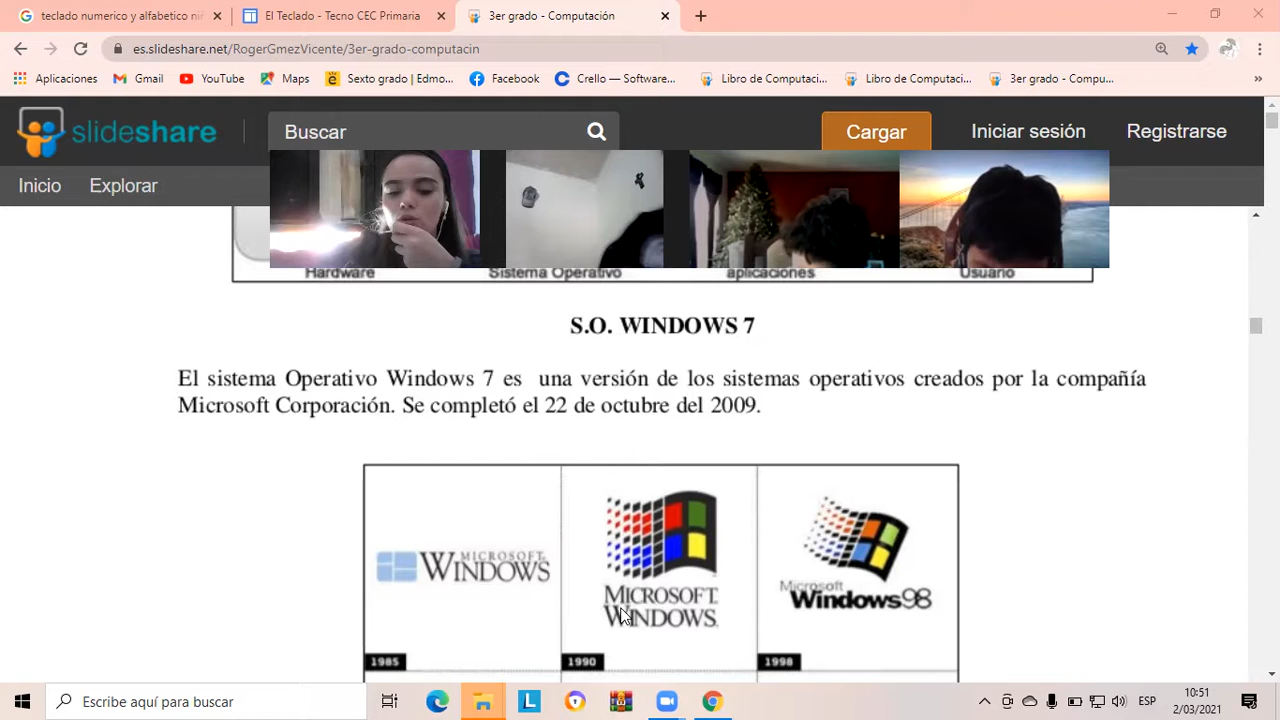 teclado numerico y alfabetico ni
El Teclado - Tecno CEC Primaria
3er grado - Computación
es.slideshare.net/RogerGmezVicente/3er-grado-computacin
Aplicaciones
Gmail
YouTube
Maps
Sexto grado | Edmo...
Facebook
Crello — Software...
Libro de Computaci...
Libro de Computaci...
3er grado - Compu...
slideshare
Buscar
Cargar
Iniciar sesión
Registrarse
Inicio
Explorar
Hardware
Sistema Operativo
aplicaciones
Usuario
S.O. WINDOWS 7
El sistema Operativo Windows 7 es una versión de los sistemas operativos creados por la compañía
Microsoft Corporación. Se completó el 22 de octubre del 2009.
MICROSOFT.
WINDOWS
1985
MICROSOFT.
WINDOWS.
1990
Microsoft
Windows98
1998
Escribe aquí para buscar
ESP
10:51
2/03/2021